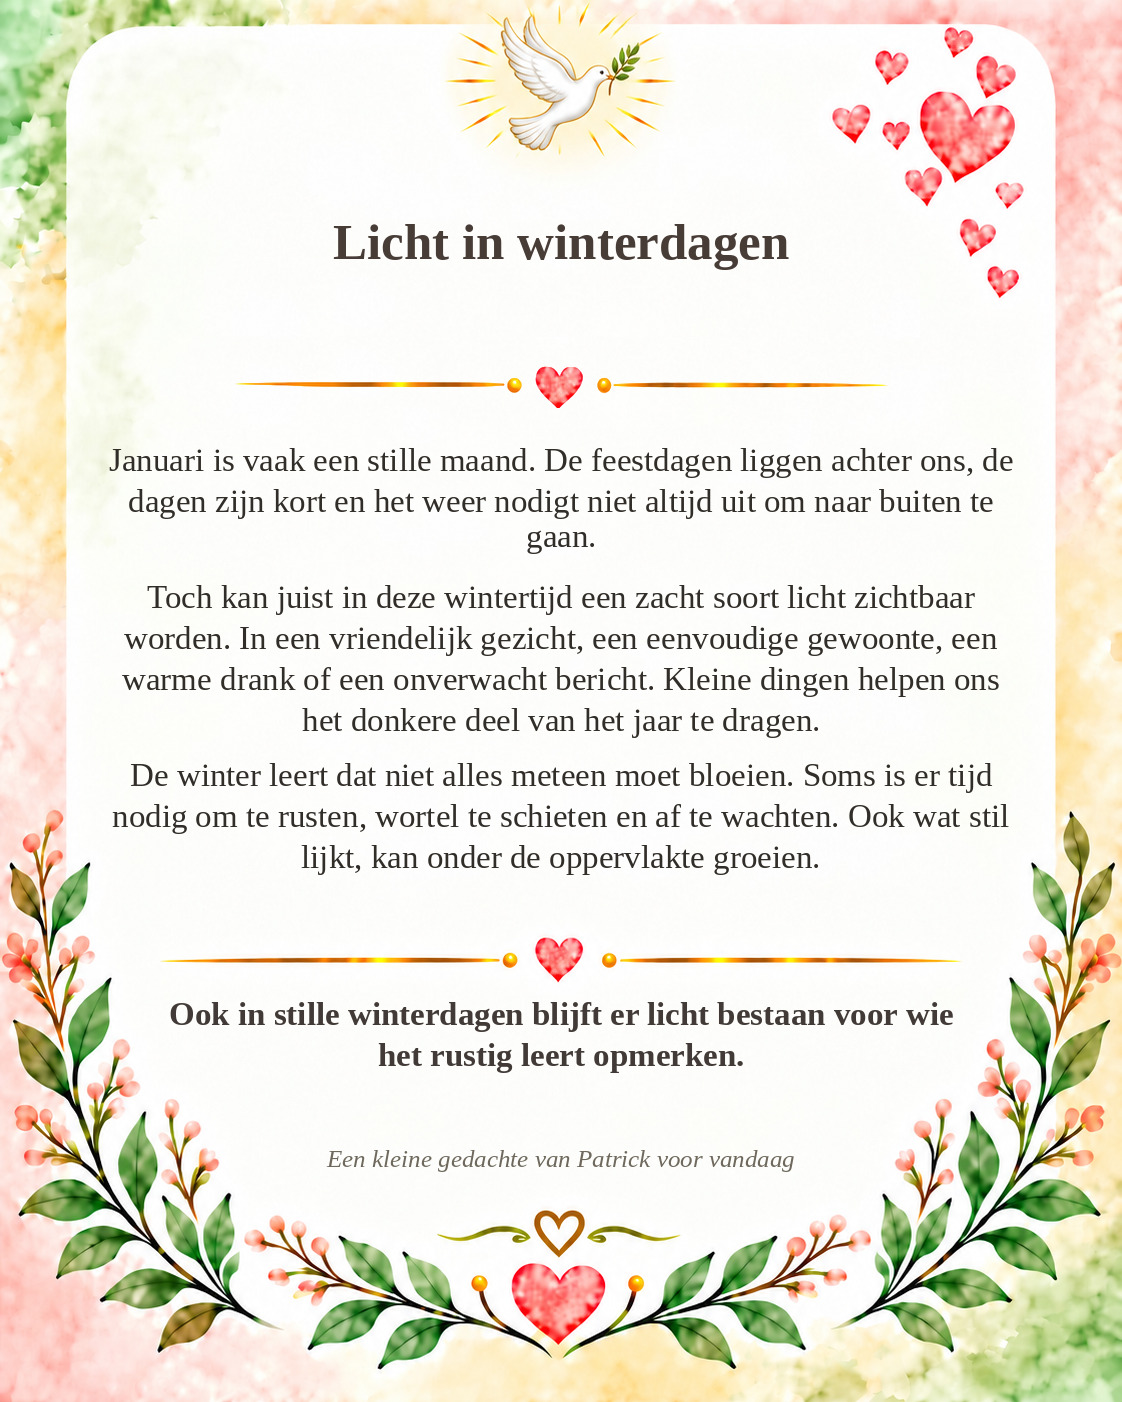 Licht in winterdagen
Januari is vaak een stille maand. De feestdagen liggen achter ons, de
dagen zijn kort en het weer nodigt niet altijd uit om naar buiten te
gaan.
Toch kan juist in deze wintertijd een zacht soort licht zichtbaar
worden. In een vriendelijk gezicht, een eenvoudige gewoonte, een
warme drank of een onverwacht bericht. Kleine dingen helpen ons
het donkere deel van het jaar te dragen.
De winter leert dat niet alles meteen moet bloeien. Soms is er tijd
nodig om te rusten, wortel te schieten en af te wachten. Ook wat stil
lijkt, kan onder de oppervlakte groeien.
Ook in stille winterdagen blijft er licht bestaan voor wie
het rustig leert opmerken.
Een kleine gedachte van Patrick voor vandaag